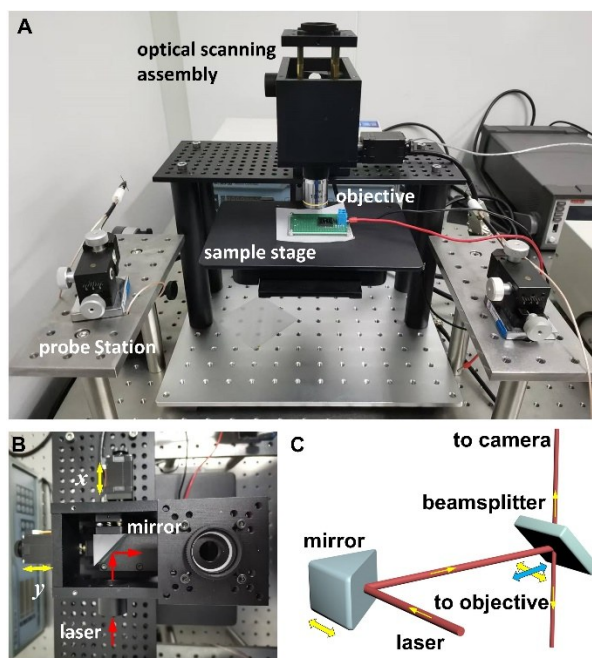 A
optical scanning
assembly
objective
sample stage
probe Station
B
x
mirror
y
laser
C
to camera
beamsplitter
mirror
to objective
laser